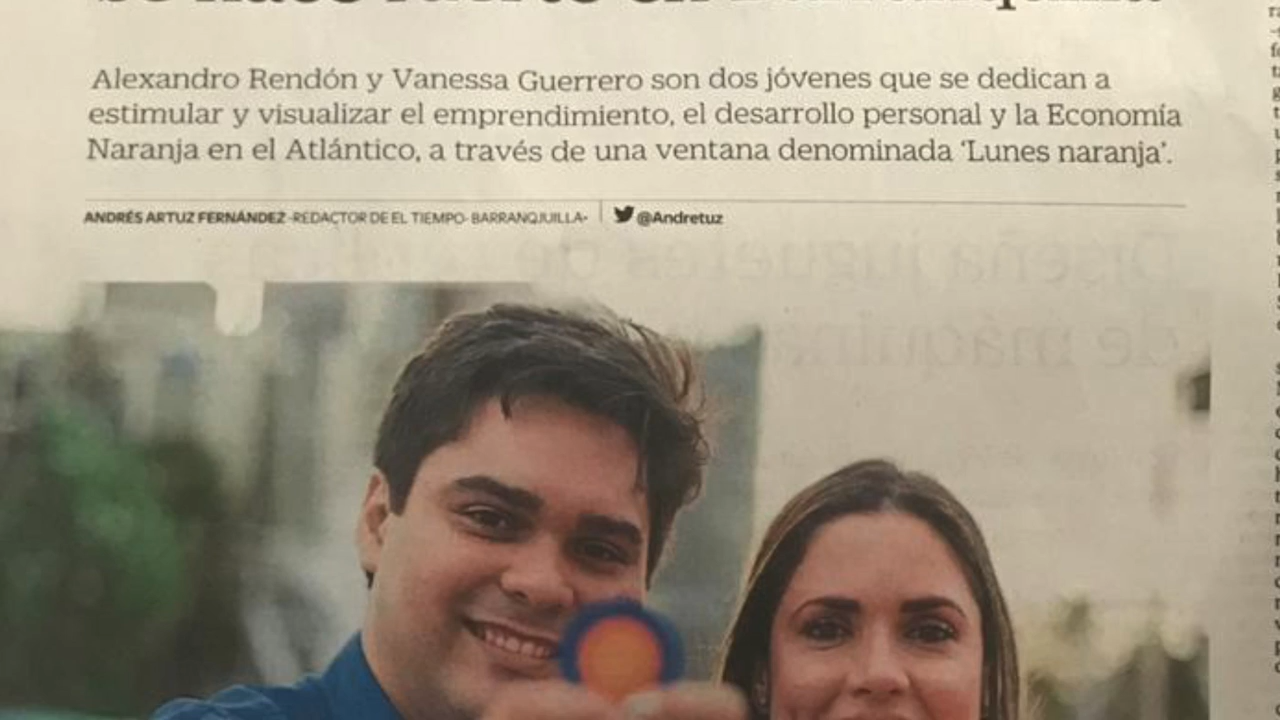 Alexandro Rendón y Vanessa Guerrero son dos jóvenes que se dedican a
estimular y visualizar el emprendimiento, el desarrollo personal y la Economía
Naranja en el Atlántico, a través de una ventana denominada ‘Lunes naranja’.
ANDRÉS ARTUZ FERNÁNDEZ -REDACTOR DE EL TIEMPO- BARRANQJUILLA- @Andretuz